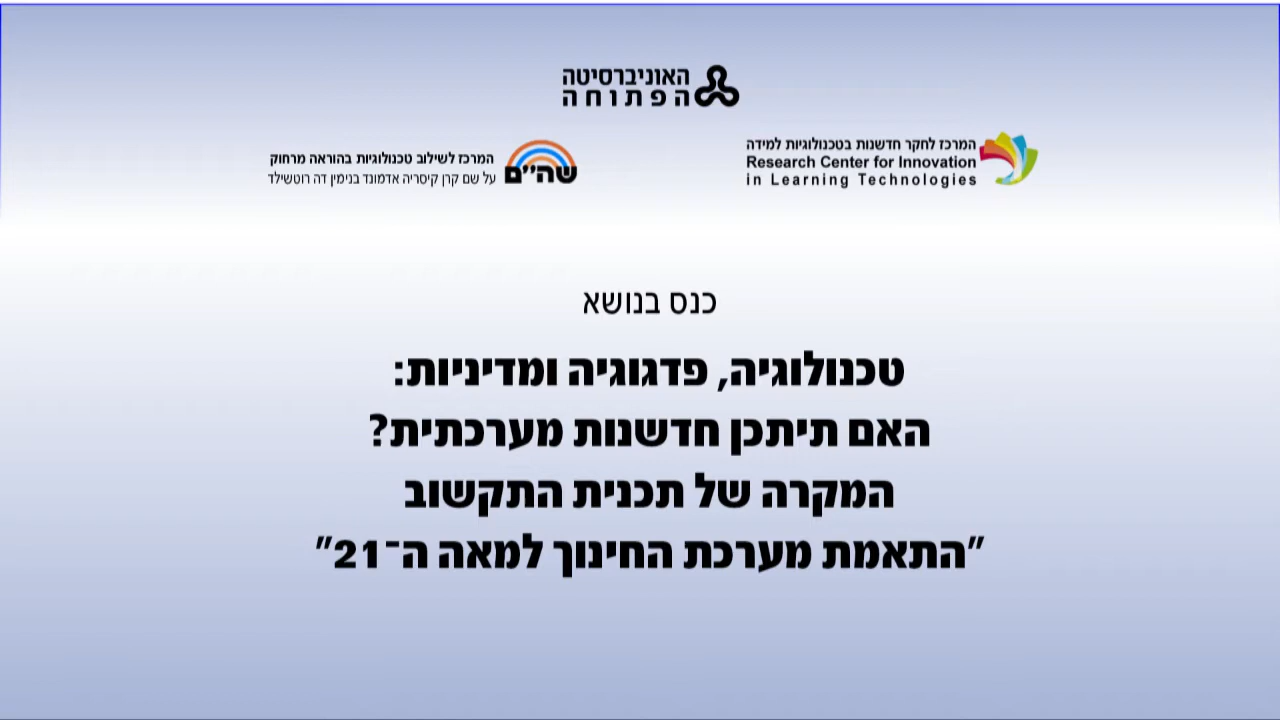 האוניברסיטה
הפתוחה
המרכז לחקר חדשנות בטכנולוגיות למידה
Research Center for Innovation
in Learning Technologies
שה״ם
המרכז לשילוב טכנולוגיות בהוראה מרחוק
על שם קרן קיסריה אדמונד בנימין דה רוטשילד
כנס בנושא
טכנולוגיה, פדגוגיה ומדיניות:
האם תיתכן חדשנות מערכתית?
המקרה של תכנית התקשוב
"התאמת מערכת החינוך למאה ה־21"